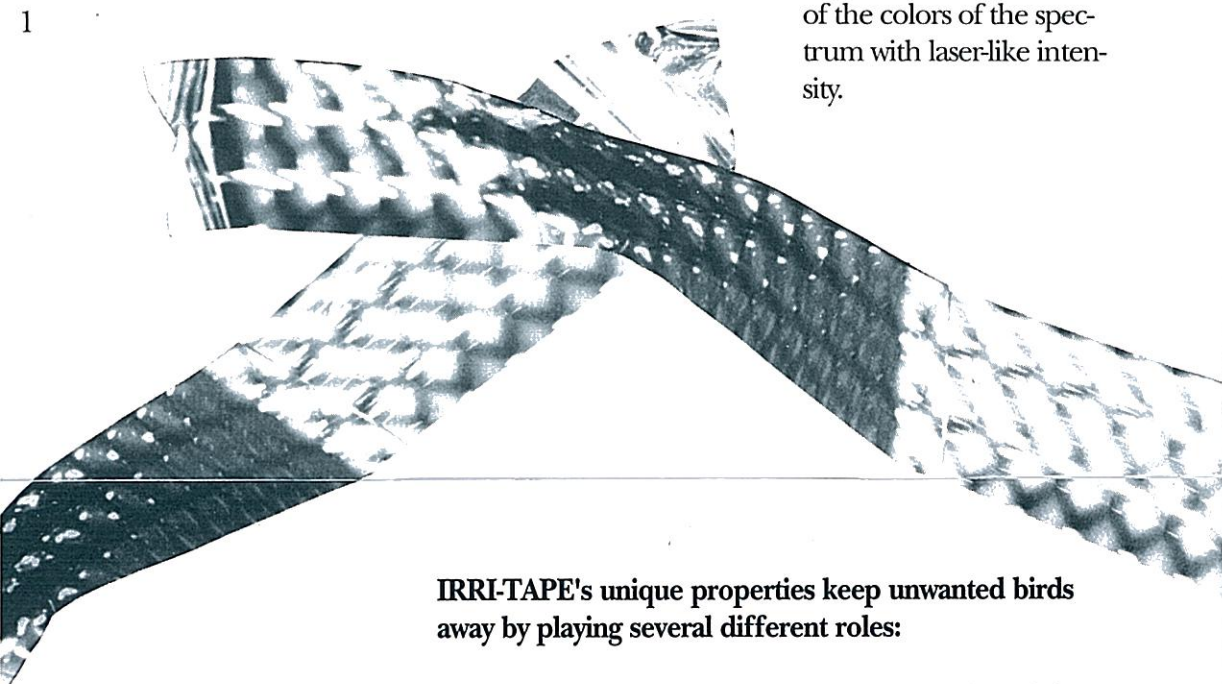 1
of the colors of the spec-
trum with laser-like inten-
sity.
IRRI-TAPE's unique properties keep unwanted birds
away by playing several different roles: